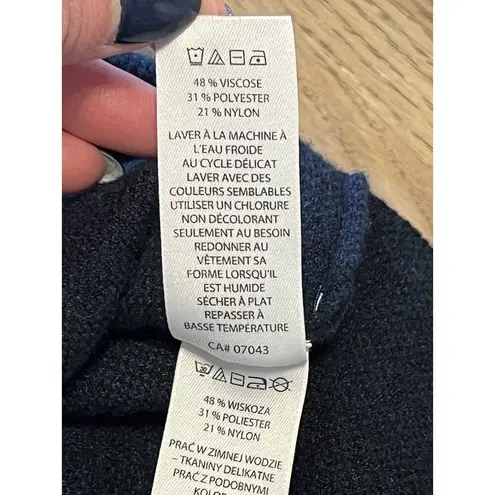 48 % VISCOSE
31 % POLYESTER
21 % NYLON
LAVER À LA MACHINE À
L'EAU FROIDE
AU CYCLE DÉLICAT
LAVER AVEC DES
COULEURS SEMBLABLES
UTILISER UN CHLORURE
NON DÉCOLORANT
SEULEMENT AU BESOIN
REDONNER AU
VÊTEMENT SA
FORME LORSQU'IL
EST HUMIDE
SÉCHER À PLAT
REPASSER À
BASSE TEMPÉRATURE
CA# 07043
48 % WISKOZA
31 % POLIESTER
21 % NYLON
PRAĆ W ZIMNEJ WODZIE
– TKANINY DELIKATNE
PRAĆ Z PODOBNYMI